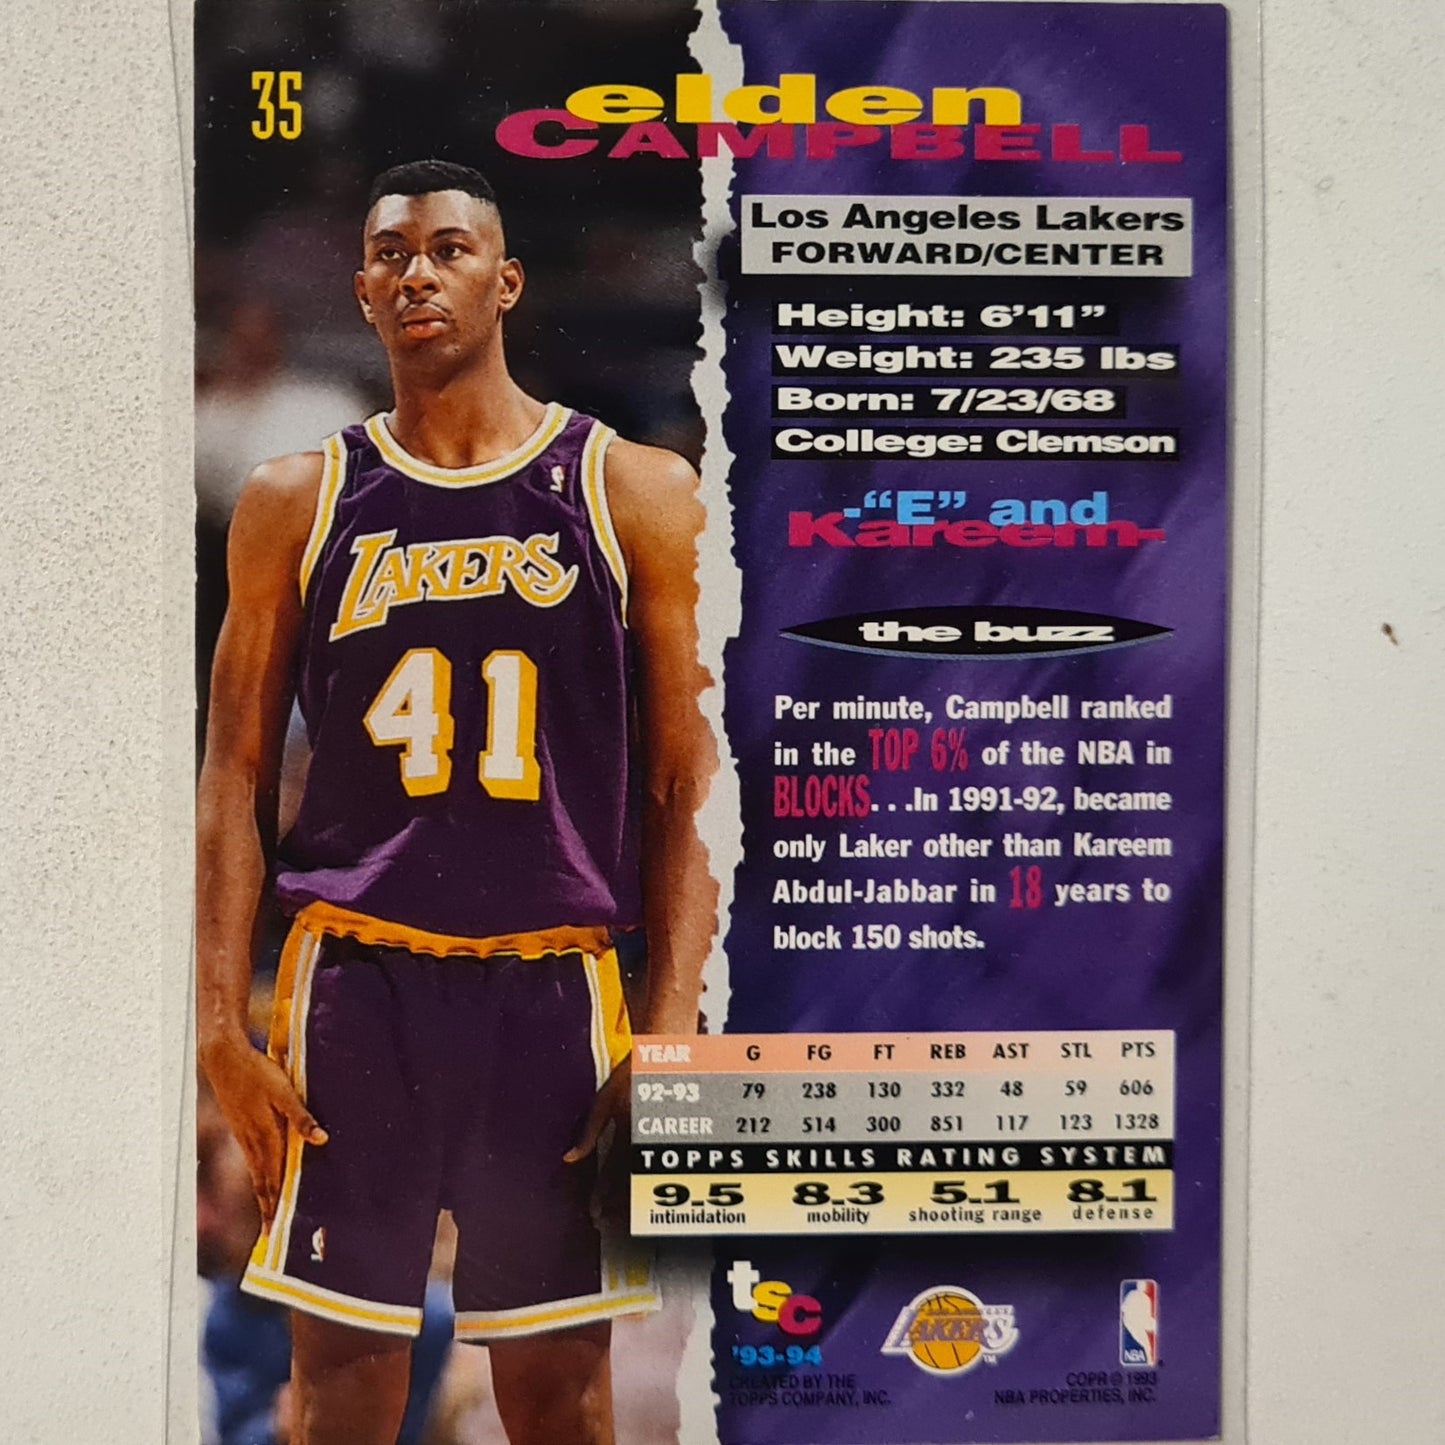 35
elden
CAMPBELL
Los Angeles Lakers
FORWARD/CENTER
Height: 6'11"
Weight: 235 lbs
Born: 7/23/68
College: Clemson
-"E" and
Kareem-
the buzz
Per minute, Campbell ranked
in the TOP 6% of the NBA in
BLOCKS. . .In 1991-92, became
only Laker other than Kareem
Abdul-Jabbar in 18 years to
block 150 shots.
LAKERS
41
YEAR G FG FT REB AST STL PTS
92-93 79 238 130 332 48 59 606
CAREER 212 514 300 851 117 123 1328
TOPPS SKILLS RATING SYSTEM
9.5 8.3 5.1 8.1
intimidation mobility shooting range defense
tsc
'93-94
CREATED BY THE
TOPPS COMPANY, INC.
LOS ANGELES
LAKERS
TM
NBA
COPR © 1993
NBA PROPERTIES, INC.